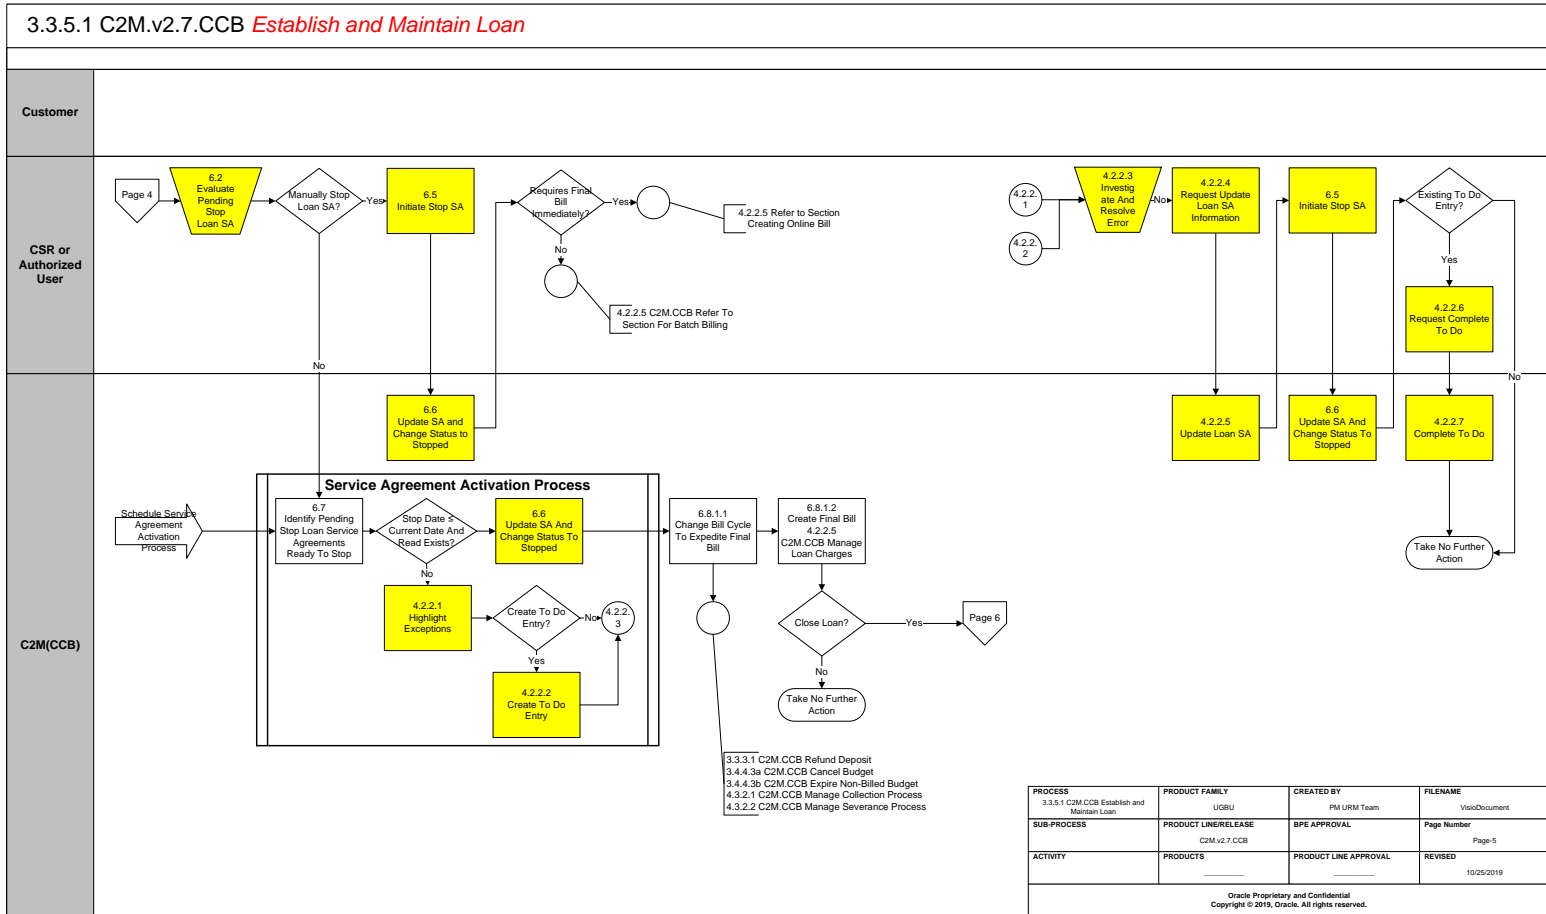 3.3.5.1 C2M.v2.7.CCB Establish and Maintain Loan
Customer
CSR or
Authorized
User
C2M(CCB)
Page 4
6.2
Evaluate
Pending
Stop
Loan SA
Manually Stop
Loan SA?
Yes
No
6.5
Initiate Stop SA
6.6
Update SA and
Change Status to
Stopped
Requires Final
Bill
Immediately?
Yes
No
4.2.2.5 Refer to Section
Creating Online Bill
4.2.2.5 C2M.CCB Refer To
Section For Batch Billing
4.2.2.
1
4.2.2.
2
4.2.2.3
Investig
ate And
Resolve
Error
No
4.2.2.4
Request Update
Loan SA
Information
4.2.2.5
Update Loan SA
6.5
Initiate Stop SA
6.6
Update SA And
Change Status To
Stopped
Existing To Do
Entry?
Yes
No
4.2.2.6
Request Complete
To Do
4.2.2.7
Complete To Do
Take No Further
Action
Schedule Service
Agreement
Activation
Process
Service Agreement Activation Process
6.7
Identify Pending
Stop Loan Service
Agreements
Ready To Stop
Stop Date ≤
Current Date And
Read Exists?
No
6.6
Update SA And
Change Status To
Stopped
4.2.2.1
Highlight
Exceptions
Create To Do
Entry?
No
Yes
4.2.2.
3
4.2.2.2
Create To Do
Entry
6.8.1.1
Change Bill Cycle
To Expedite Final
Bill
6.8.1.2
Create Final Bill
4.2.2.5
C2M.CCB Manage
Loan Charges
Close Loan?
Yes
No
Page 6
Take No Further
Action
3.3.3.1 C2M.CCB Refund Deposit
3.4.4.3a C2M.CCB Cancel Budget
3.4.4.3b C2M.CCB Expire Non-Billed Budget
4.3.2.1 C2M.CCB Manage Collection Process
4.3.2.2 C2M.CCB Manage Severance Process
PROCESS
3.3.5.1 C2M.CCB Establish and
Maintain Loan
PRODUCT FAMILY
UGBU
CREATED BY
PM URM Team
FILENAME
VisioDocument
SUB-PROCESS
PRODUCT LINE/RELEASE
C2M.v2.7.CCB
BPE APPROVAL
Page Number
Page-5
ACTIVITY
PRODUCTS
PRODUCT LINE APPROVAL
REVISED
10/25/2019
Oracle Proprietary and Confidential
Copyright © 2019, Oracle. All rights reserved.